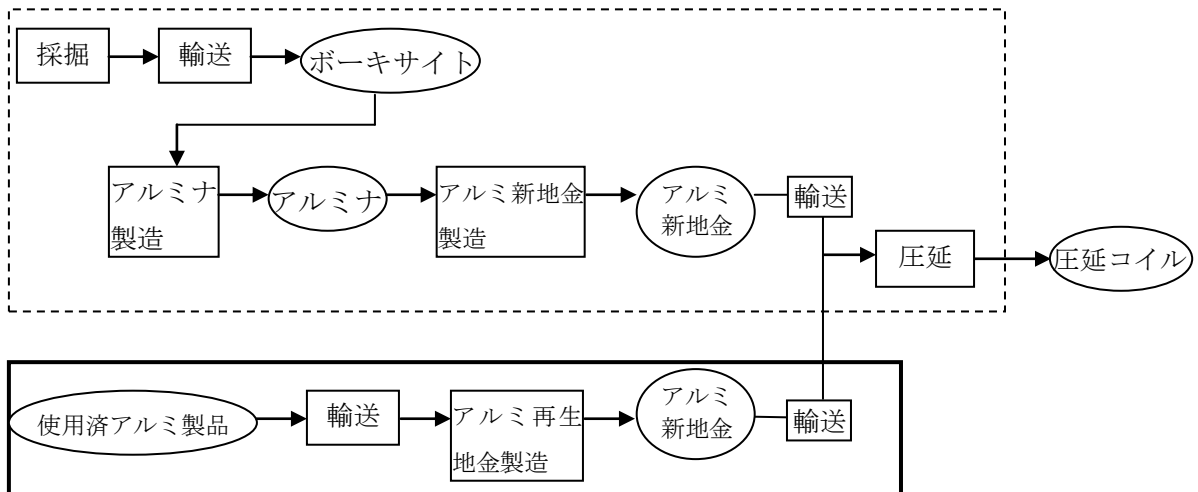 採掘
輸送
ボーキサイト
アルミナ
製造
アルミナ
アルミ新地金
製造
アルミ
新地金
輸送
圧延
圧延コイル
使用済アルミ製品
輸送
アルミ再生
地金製造
アルミ
新地金
輸送